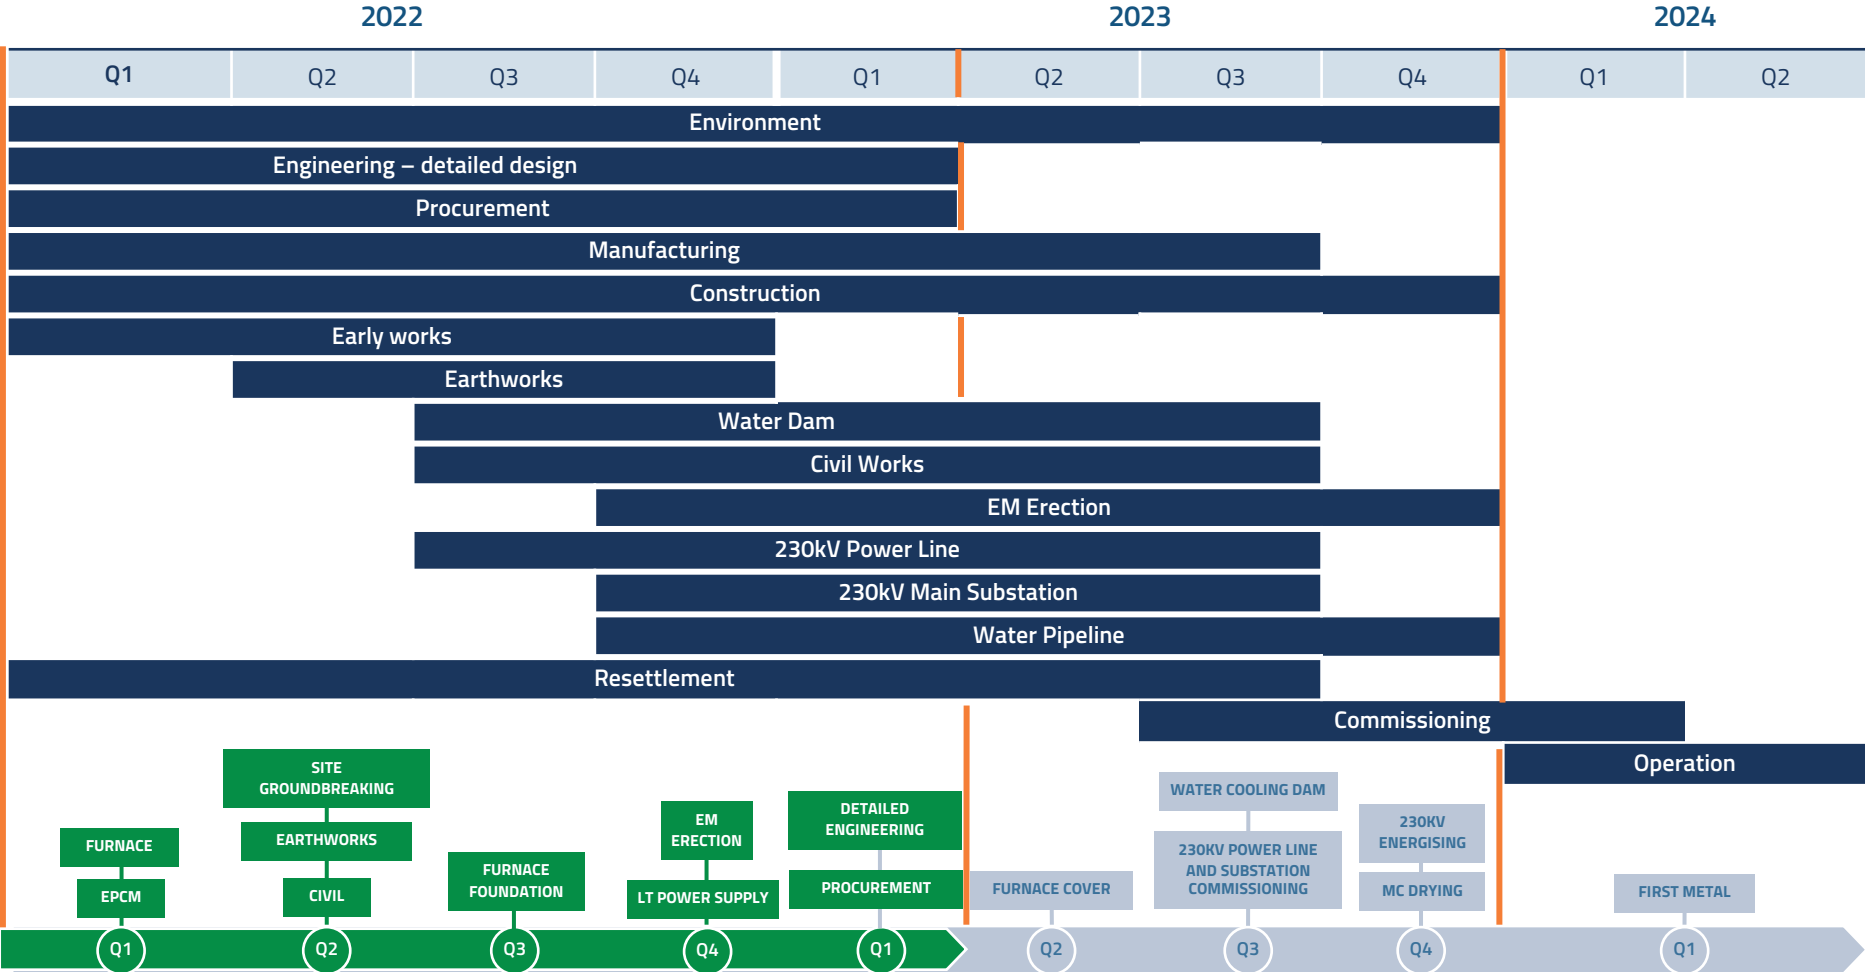 2022
2023
2024
Q1
Q2
Q3
Q4
Q1
Q2
Q3
Q4
Q1
Q2
Environment
Engineering – detailed design
Procurement
Manufacturing
Construction
Early works
Earthworks
Water Dam
Civil Works
EM Erection
230kV Power Line
230kV Main Substation
Water Pipeline
Resettlement
Commissioning
Operation
FURNACE
EPCM
SITE
GROUNDBREAKING
EARTHWORKS
CIVIL
FURNACE
FOUNDATION
EM
ERECTION
LT POWER SUPPLY
DETAILED
ENGINEERING
PROCUREMENT
FURNACE COVER
WATER COOLING DAM
230KV POWER LINE
AND SUBSTATION
COMMISSIONING
230KV
ENERGISING
MC DRYING
FIRST METAL
Q1
Q2
Q3
Q4
Q1
Q2
Q3
Q4
Q1